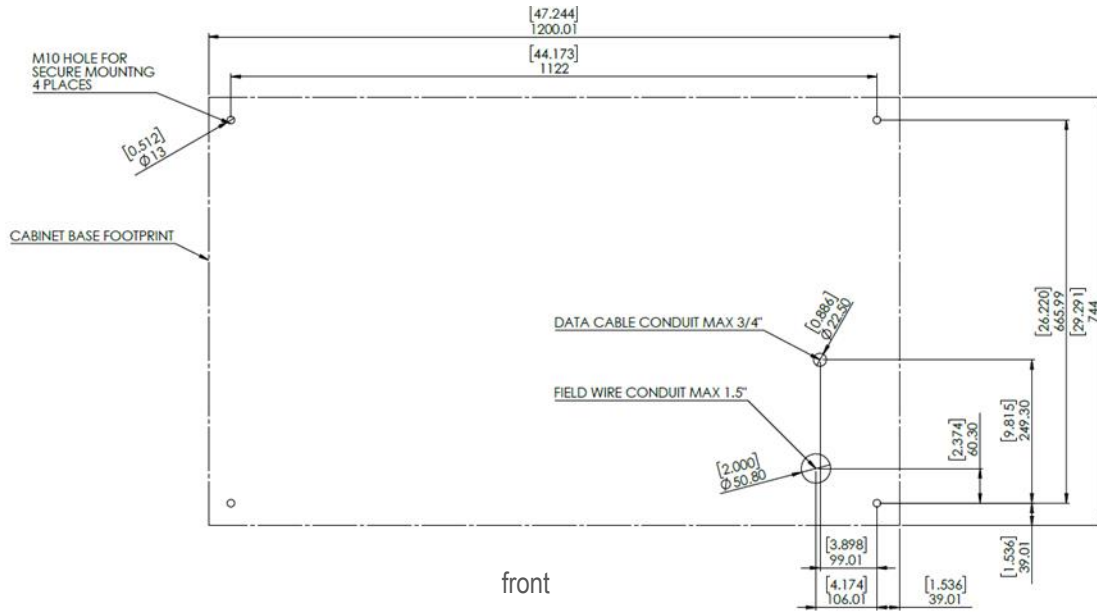 [47.244]
1200.01
[44.173]
1122
M10 HOLE FOR
SECURE MOUNTNG
4 PLACES
[0.512]
Ø13
CABINET BASE FOOTPRINT
DATA CABLE CONDUIT MAX 3/4"
[0.886]
Ø22.50
FIELD WIRE CONDUIT MAX 1.5"
[2.000]
Ø50.80
[2.374]
60.30
[9.815]
249.30
[26.220]
665.99
[29.291]
744
[3.898]
99.01
[4.174]
106.01
[1.536]
39.01
[1.536]
39.01
front